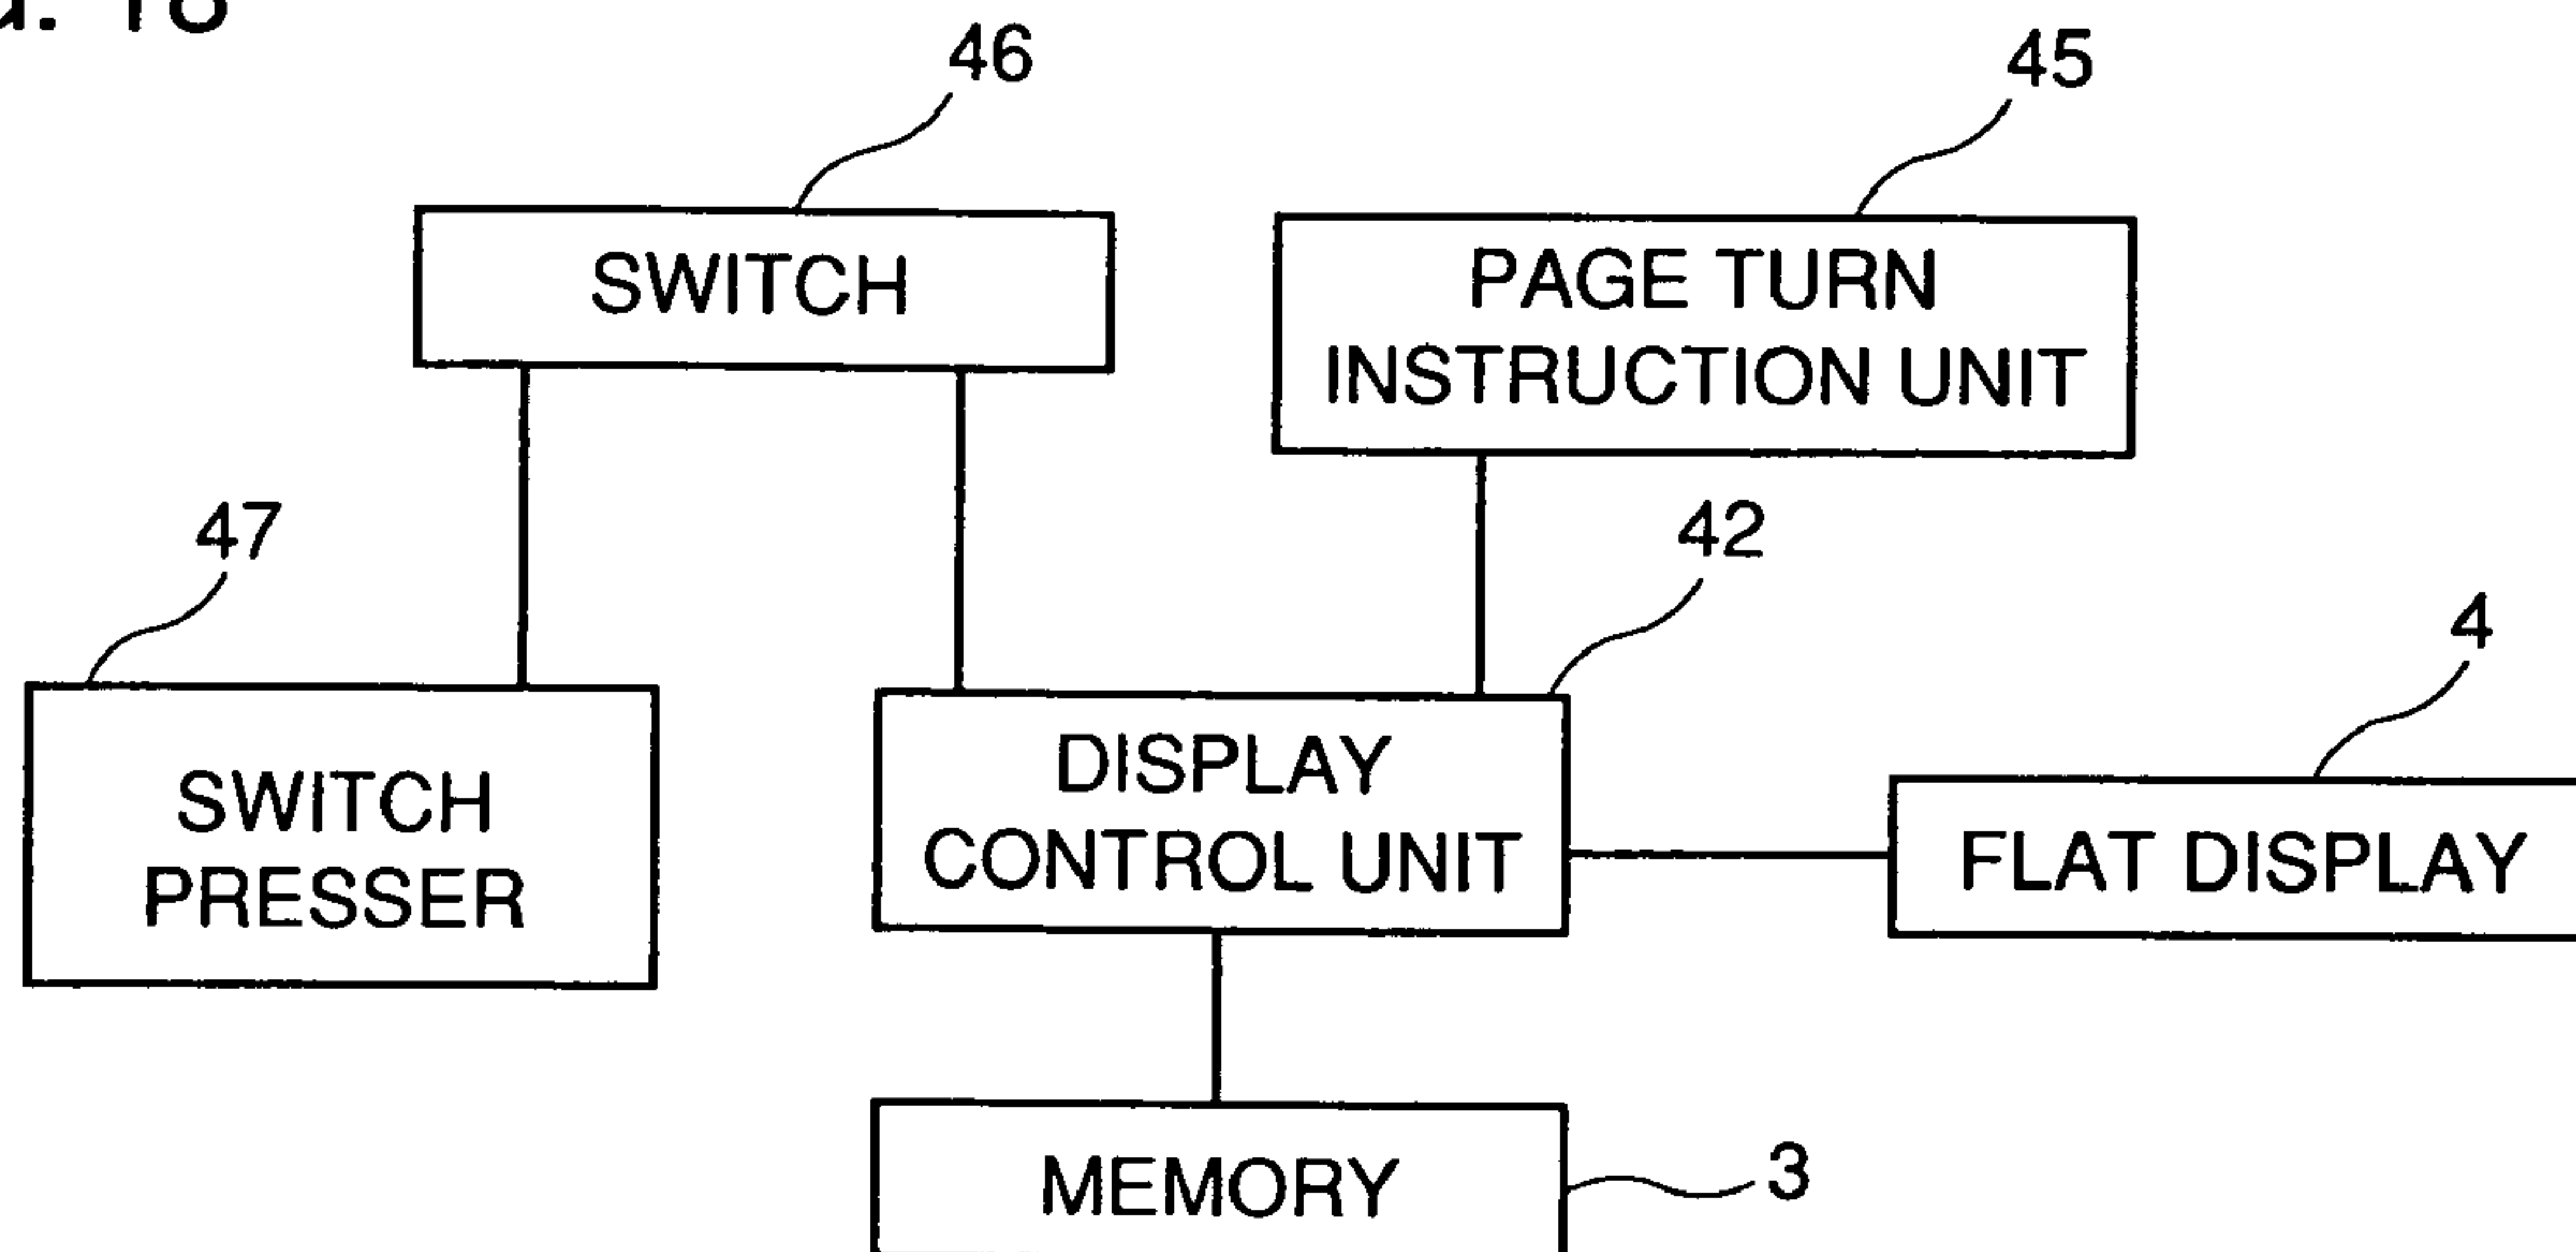 46
45
SWITCH
PAGE TURN
INSTRUCTION UNIT
47
42
4
SWITCH
PRESSER
DISPLAY
CONTROL UNIT
FLAT DISPLAY
MEMORY
3